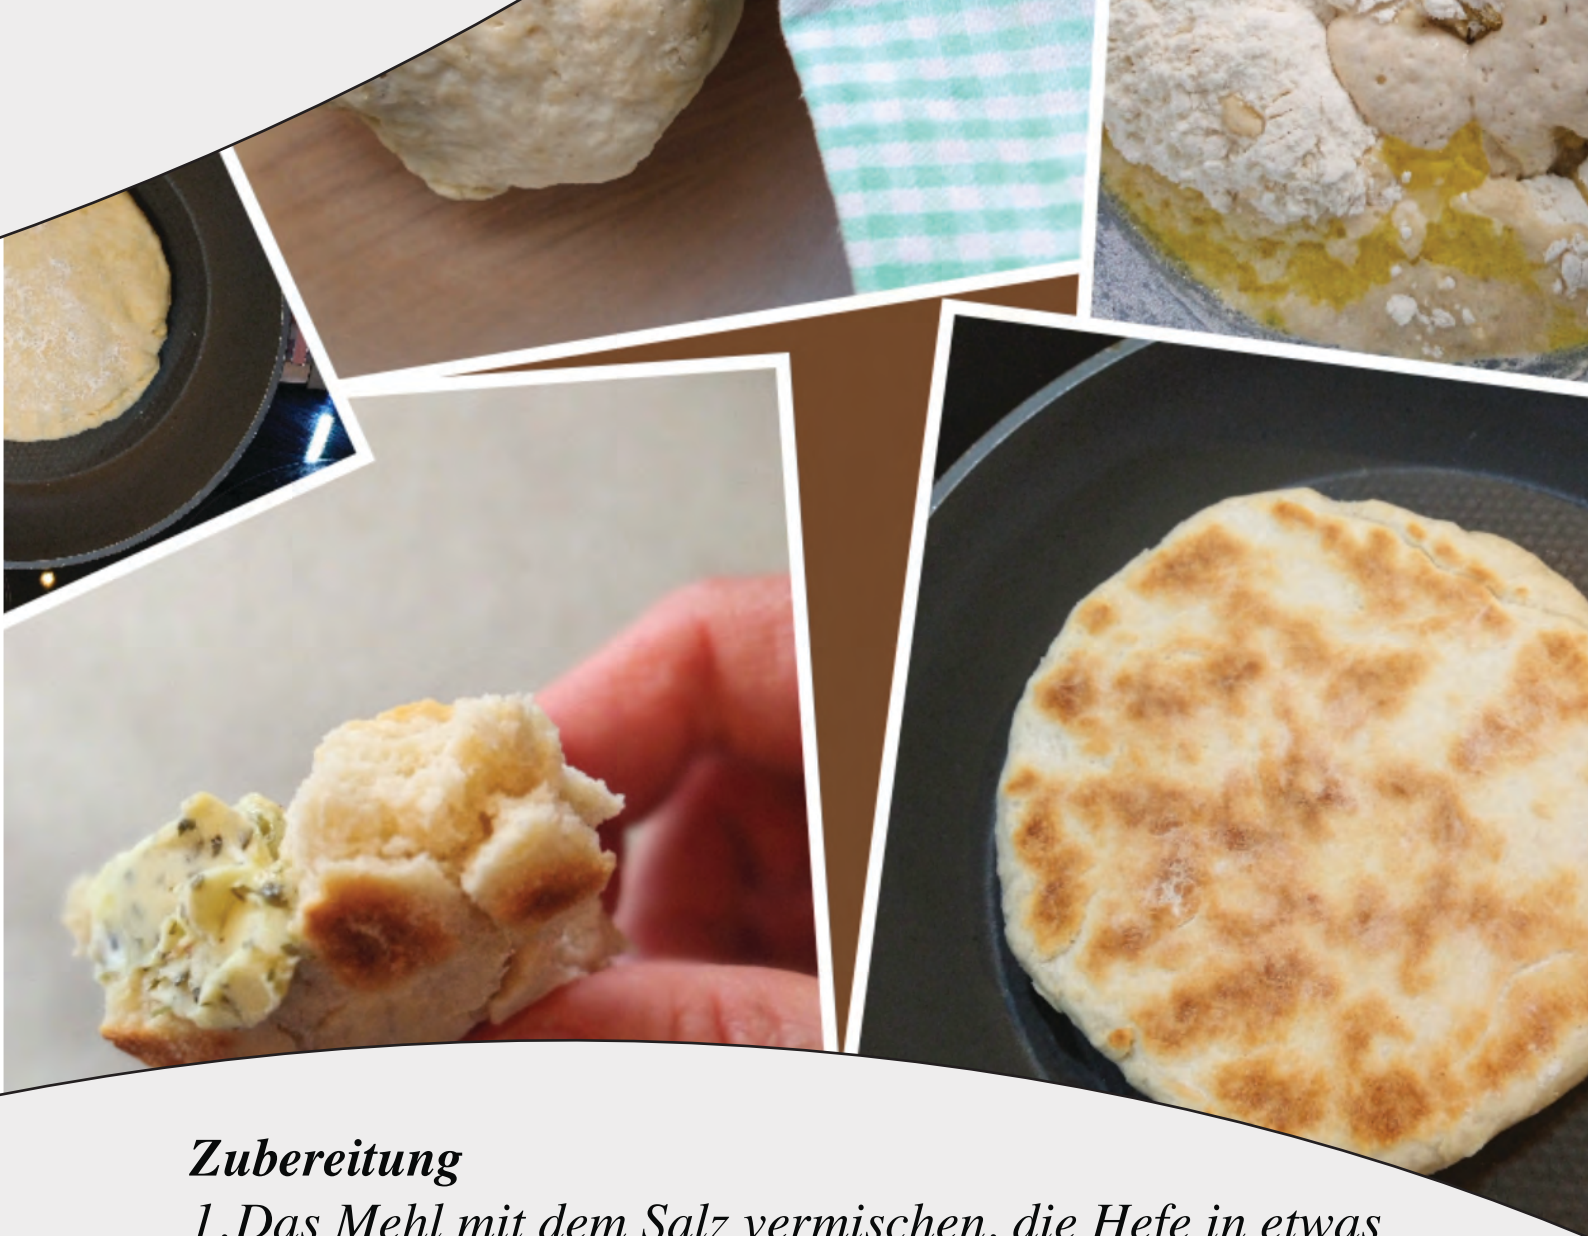 Zubereitung
1.Das Mehl mit dem Salz vermischen, die Hefe in etwas